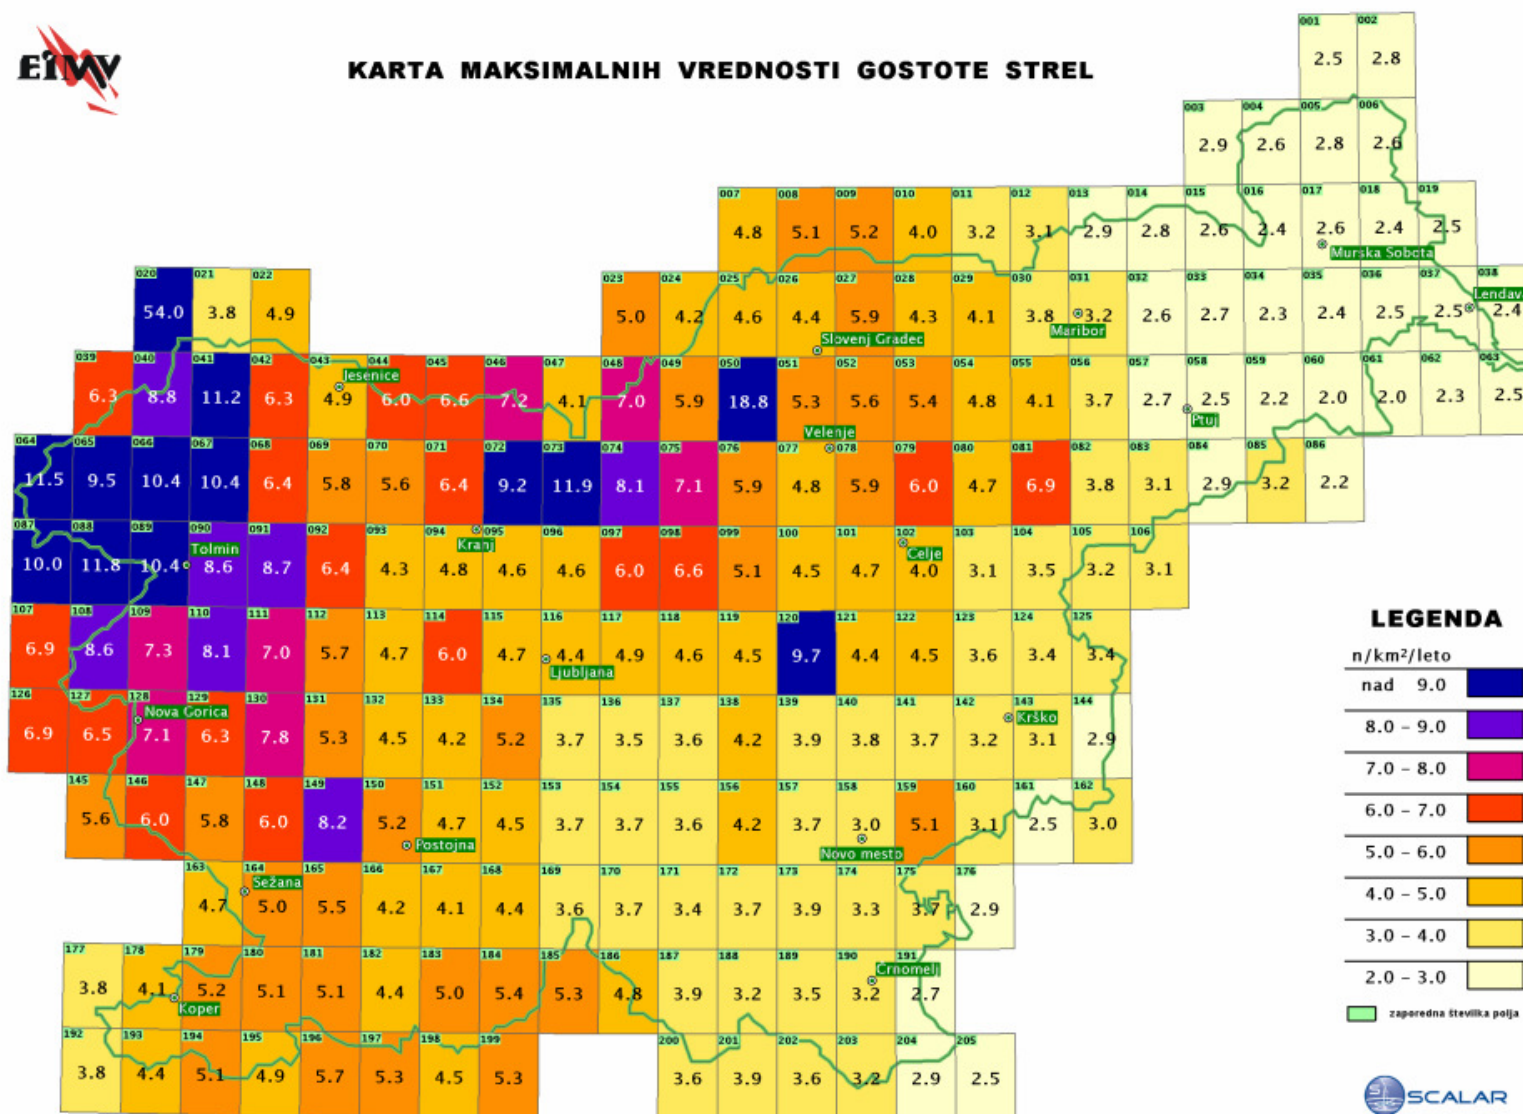 EIMV
KARTA MAKSIMALNIH VREDNOSTI GOSTOTE STREL
001 002
2.5 2.8
003 004 005 006
2.9 2.6 2.8 2.6
007 008 009 010 011 012 013 014 015 016 017 018 019
4.8 5.1 5.2 4.0 3.2 3.1 2.9 2.8 2.6 2.4 2.6 2.4 2.5
Murska Sobota
020 021 022 023 024 025 026 027 028 029 030 031 032 033 034 035 036 037 038
54.0 3.8 4.9 5.0 4.2 4.6 4.4 5.9 4.3 4.1 3.8 3.2 2.6 2.7 2.3 2.4 2.5 2.5 2.4
Lendava
Maribor
Slovenj Gradec
039 040 041 042 043 044 045 046 047 048 049 050 051 052 053 054 055 056 057 058 059 060 061 062 063
Jesenice
6.3 8.8 11.2 6.3 4.9 6.0 6.6 7.2 4.1 7.0 5.9 18.8 5.3 5.6 5.4 4.8 4.1 3.7 2.7 2.5 2.2 2.0 2.0 2.3 2.5
Ptuj
Velenje
064 065 066 067 068 069 070 071 072 073 074 075 076 077 078 079 080 081 082 083 084 085 086
11.5 9.5 10.4 10.4 6.4 5.8 5.6 6.4 9.2 11.9 8.1 7.1 5.9 4.8 5.9 6.0 4.7 6.9 3.8 3.1 2.9 3.2 2.2
087 088 089 090 091 092 093 094 095 096 097 098 099 100 101 102 103 104 105 106
Tolmin Kranj Celje
10.0 11.8 10.4 8.6 8.7 6.4 4.3 4.8 4.6 4.6 6.0 6.6 5.1 4.5 4.7 4.0 3.1 3.5 3.2 3.1
107 108 109 110 111 112 113 114 115 116 117 118 119 120 121 122 123 124 125
6.9 8.6 7.3 8.1 7.0 5.7 4.7 6.0 4.7 4.4 4.9 4.6 4.5 9.7 4.4 4.5 3.6 3.4 3.4
Ljubljana
126 127 128 129 130 131 132 133 134 135 136 137 138 139 140 141 142 143 144
Nova Gorica Krško
6.9 6.5 7.1 6.3 7.8 5.3 4.5 4.2 5.2 3.7 3.5 3.6 4.2 3.9 3.8 3.7 3.2 3.1 2.9
145 146 147 148 149 150 151 152 153 154 155 156 157 158 159 160 161 162
5.6 6.0 5.8 6.0 8.2 5.2 4.7 4.5 3.7 3.7 3.6 4.2 3.7 3.0 5.1 3.1 2.5 3.0
Postojna Novo mesto
163 164 165 166 167 168 169 170 171 172 173 174 175 176
Sežana
4.7 5.0 5.5 4.2 4.1 4.4 3.6 3.7 3.4 3.7 3.9 3.3 3.7 2.9
177 178 179 180 181 182 183 184 185 186 187 188 189 190 191
Črnomelj
3.8 4.1 5.2 5.1 5.1 4.4 5.0 5.4 5.3 4.8 3.9 3.2 3.5 3.2 2.7
Koper
192 193 194 195 196 197 198 199 200 201 202 203 204 205
3.8 4.4 5.1 4.9 5.7 5.3 4.5 5.3 3.6 3.9 3.6 3.2 2.9 2.5
LEGENDA
n/km²/leto
nad 9.0
8.0 - 9.0
7.0 - 8.0
6.0 - 7.0
5.0 - 6.0
4.0 - 5.0
3.0 - 4.0
2.0 - 3.0
zaporedna številka polja
SCALAR